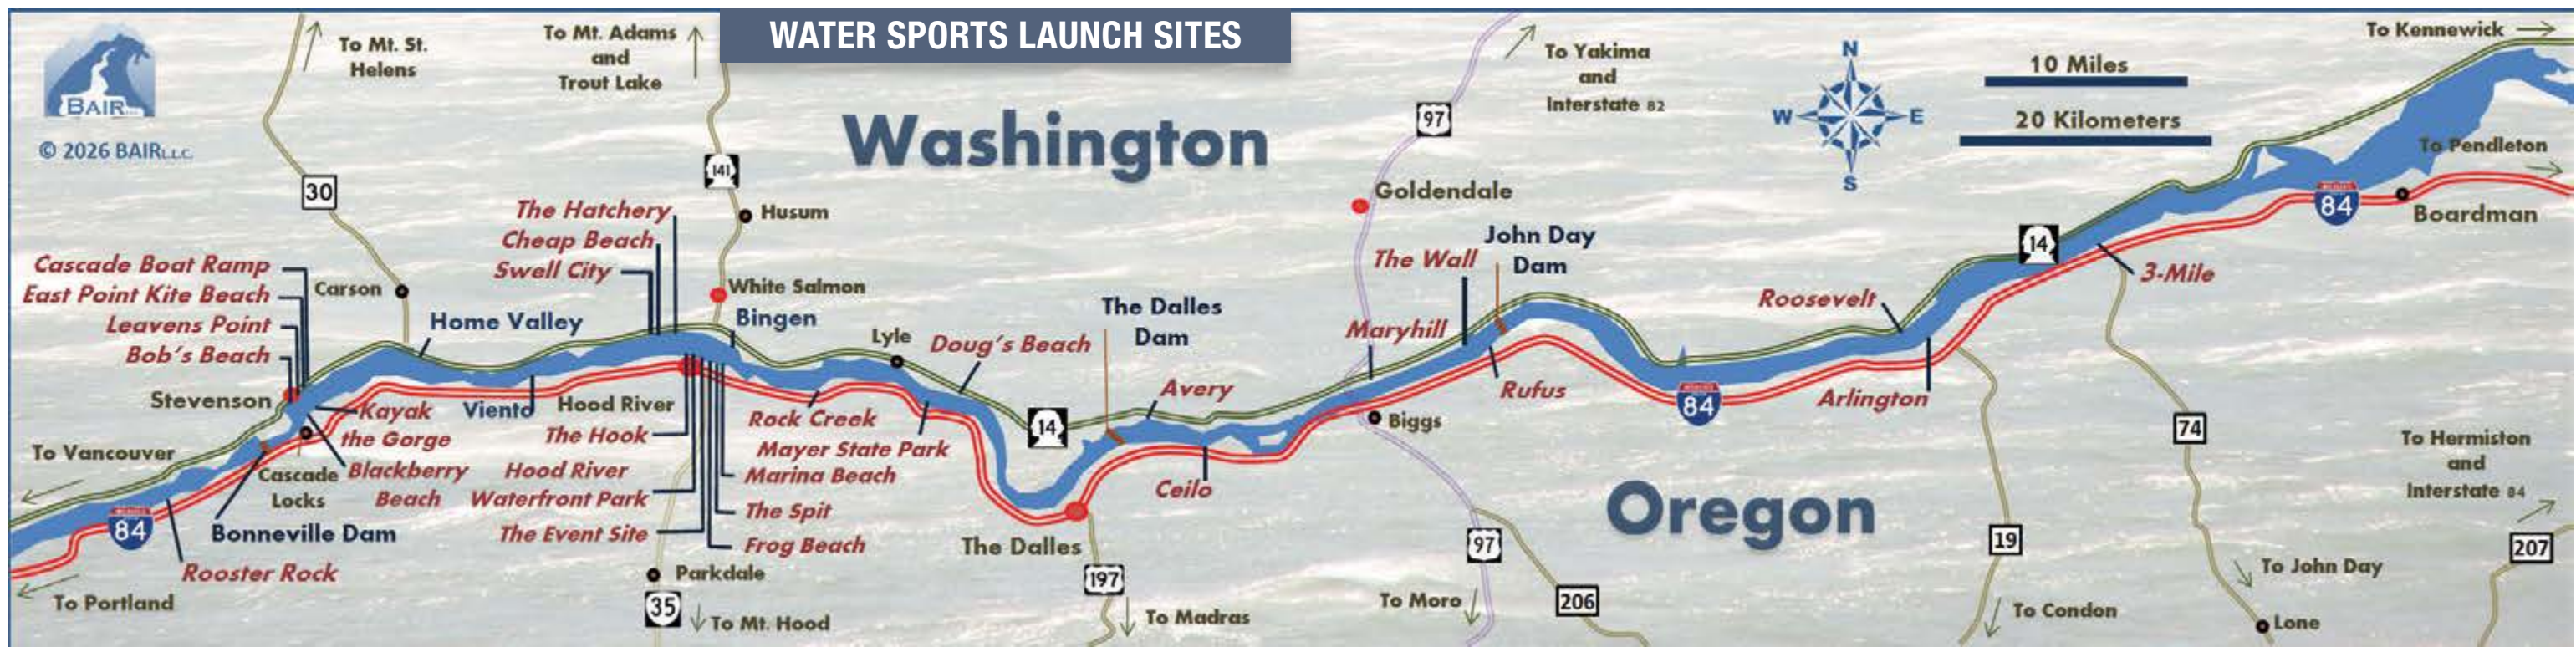 WATER SPORTS LAUNCH SITES
BAIR LLC
© 2026 BAIR L.L.C.
To Mt. St.
Helens
To Mt. Adams
and
Trout Lake
Washington
97
To Yakima
and
Interstate 82
N
W
E
S
10 Miles
20 Kilometers
To Kennewick
To Pendleton
30
141
Husum
Goldendale
84
Boardman
The Hatchery
Cheap Beach
Swell City
Cascade Boat Ramp
East Point Kite Beach
Leavens Point
Bob's Beach
Carson
Home Valley
White Salmon
Bingen
Lyle
Doug's Beach
The Dalles
Dam
Avery
Maryhill
The Wall
John Day
Dam
Rufus
Roosevelt
14
3-Mile
Stevenson
Kayak
the Gorge
Viento
Hood River
The Hook
Rock Creek
Mayer State Park
14
Biggs
84
Arlington
74
To Vancouver
Cascade
Locks
Blackberry
Beach
Hood River
Waterfront Park
Marina Beach
Ceilo
Oregon
To Hermiston
and
Interstate 84
84
Bonneville Dam
The Event Site
The Spit
Frog Beach
The Dalles
97
19
207
Rooster Rock
Parkdale
197
206
To John Day
To Portland
35
To Mt. Hood
To Madras
To Moro
To Condon
Lone